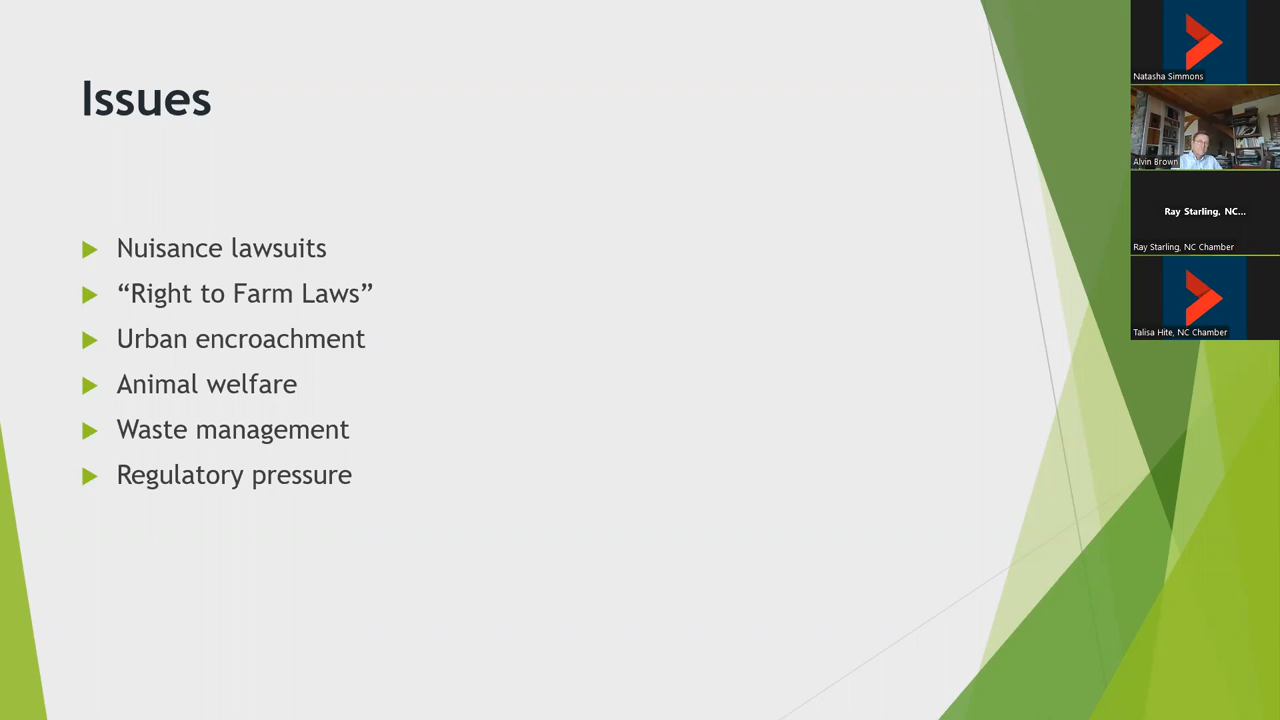 Issues
Nuisance lawsuits
“Right to Farm Laws”
Urban encroachment
Animal welfare
Waste management
Regulatory pressure
Natasha Simmons
Alvin Brown
Ray Starling, NC...
Ray Starling, NC Chamber
Talisa Hite, NC Chamber